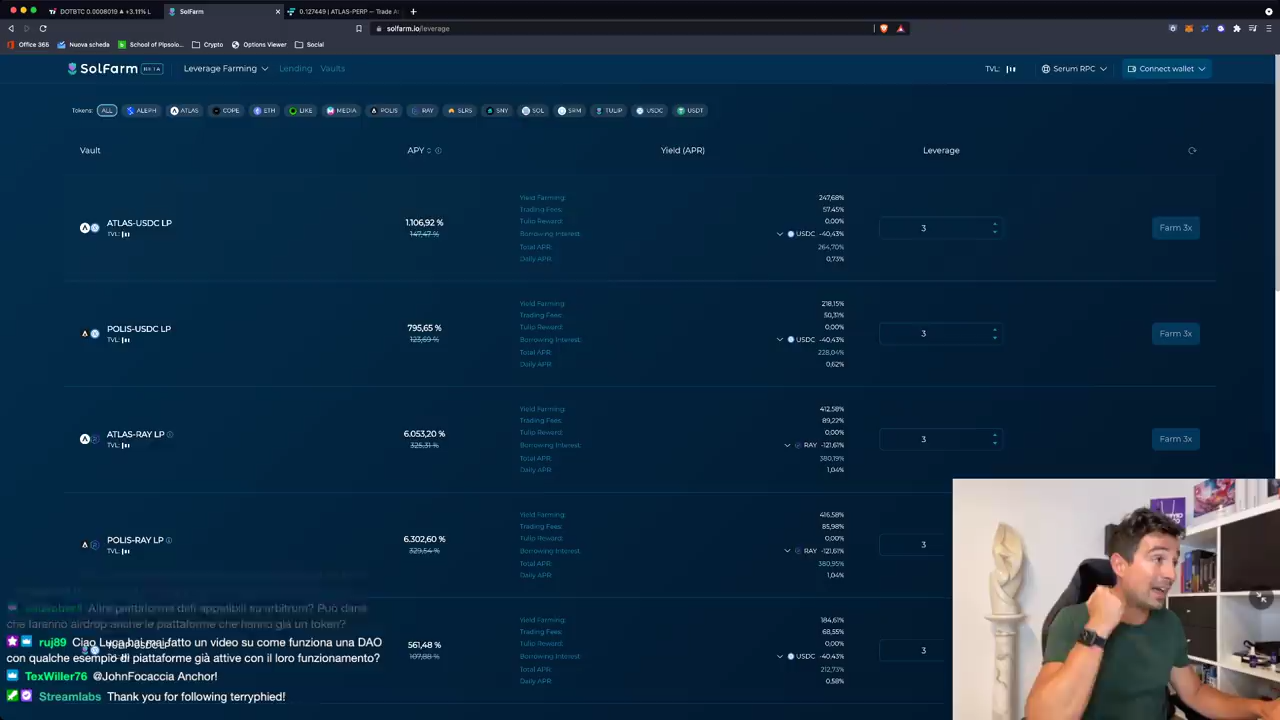 DOTBTC 0.0008019 ▲ +3.11% L
SolFarm
0.127449 | ATLAS-PERP — Trade A
solfarm.io/leverage
Office 365
Nuova scheda
School of Pipsolo...
Crypto
Options Viewer
Social
SOLFARM BETA
Leverage Farming
Lending
Vaults
TVL:
Serum RPC
Connect wallet
Tokens: ALL ALEPH ATLAS COPE ETH LIKE MEDIA POLIS RAY SLRS SNY SOL SRM TULIP USDC USDT
Vault APY Yield (APR) Leverage
ATLAS-USDC LP
TVL:
1.106,92 %
147,47 %
Yield Farming: 247,68%
Trading Fees: 57.45%
Tulip Reward: 0,00%
Borrowing Interest: USDC -40,43%
Total APR: 264,70%
Daily APR: 0,73%
3
Farm 3x
POLIS-USDC LP
TVL:
795,65 %
123,69 %
Yield Farming: 218,15%
Trading Fees: 50,31%
Tulip Reward: 0,00%
Borrowing Interest: USDC -40,43%
Total APR: 228,04%
Daily APR: 0,62%
3
Farm 3x
ATLAS-RAY LP
TVL:
6.053,20 %
325,31 %
Yield Farming: 412,58%
Trading Fees: 89,22%
Tulip Reward: 0,00%
Borrowing Interest: RAY -121,61%
Total APR: 380,19%
Daily APR: 1,04%
3
Farm 3x
POLIS-RAY LP
TVL:
6.302,60 %
329,54 %
Yield Farming: 416,58%
Trading Fees: 85,98%
Tulip Reward: 0,00%
Borrowing Interest: RAY -121,61%
Total APR: 380,95%
Daily APR: 1,04%
3
561,48 %
107,88 %
Yield Farming: 184,61%
Trading Fees: 68,55%
Tulip Reward: 0,00%
Borrowing Interest: USDC -40,43%
Total APR: 212,73%
Daily APR: 0,58%
3
Altre piattaforme defi appetibili su arbitrum? Può darsi
che faranno airdrop anche le piattaforme che hanno già un token?
ruj89 Ciao Luca hai mai fatto un video su come funziona una DAO
con qualche esempio di piattaforme già attive con il loro funzionamento?
TexWiller76 @John_bocaccia Anchor!
Streamlabs Thank you for following terryphied!